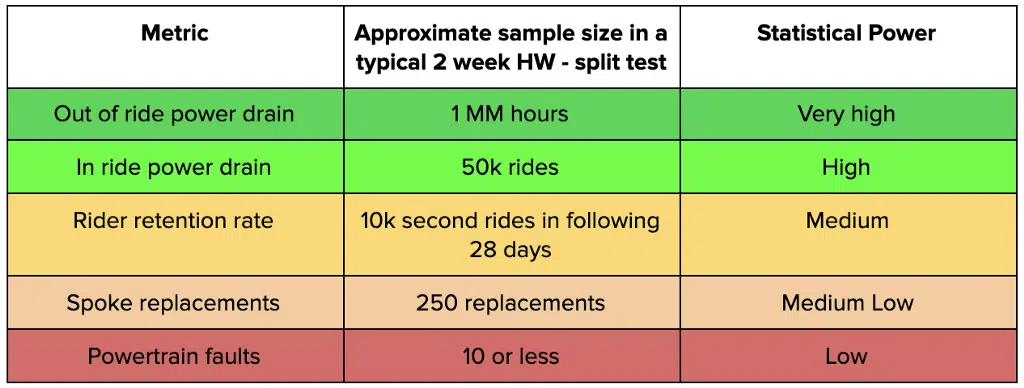 Metric
Approximate sample size in a
typical 2 week HW - split test
Statistical Power
Out of ride power drain
1 MM hours
Very high
In ride power drain
50k rides
High
Rider retention rate
10k second rides in following
28 days
Medium
Spoke replacements
250 replacements
Medium Low
Powertrain faults
10 or less
Low